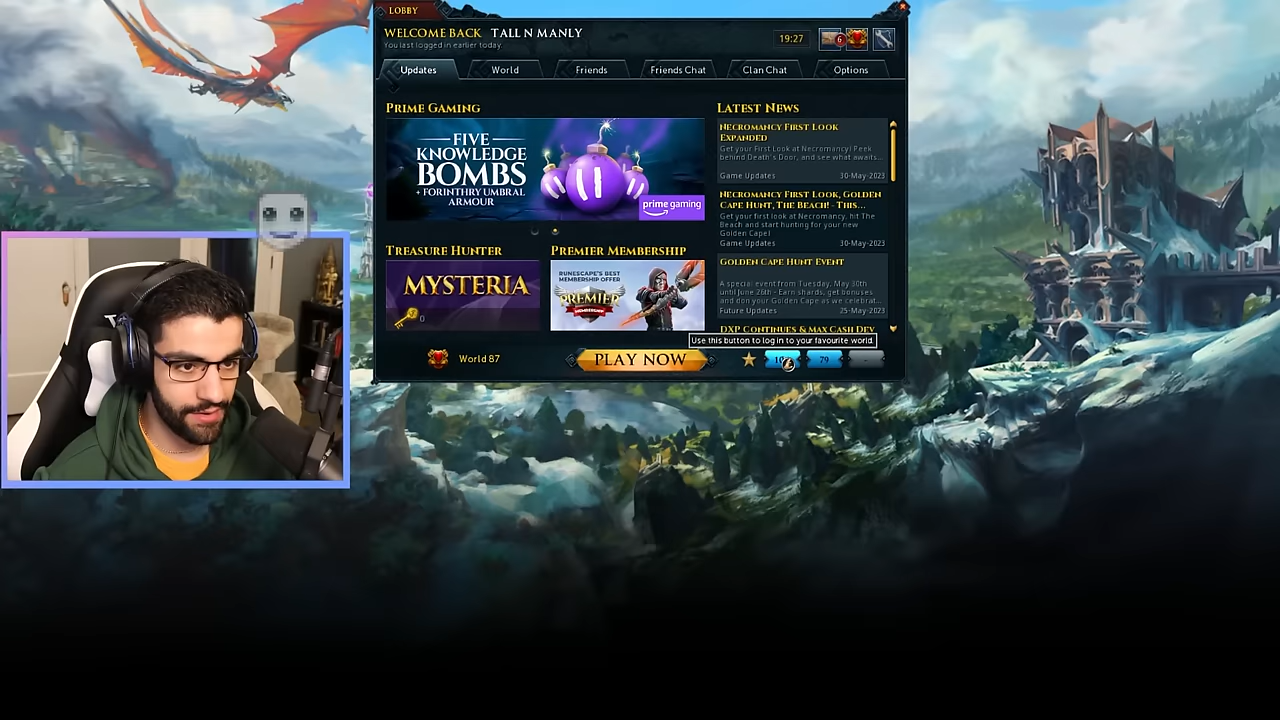 LOBBY
WELCOME BACK TALL N MANLY
You last logged in earlier today.
19:27
6
Updates
World
Friends
Friends Chat
Clan Chat
Options
PRIME GAMING
FIVE
KNOWLEDGE
BOMBS
+ FORINTHRY UMBRAL
ARMOUR
prime gaming
TREASURE HUNTER
MYSTERIA
0
PREMIER MEMBERSHIP
RUNESCAPE'S BEST
MEMBERSHIP OFFER
PREMIER
MEMBERSHIP
LATEST NEWS
NECROMANCY FIRST LOOK
EXPANDED
Get your First Look at Necromancy! Peek
behind Death's Door, and see what awaits...
Game Updates 30-May-2023
NECROMANCY FIRST LOOK, GOLDEN
CAPE HUNT, THE BEACH! - THIS...
Get your first look at Necromancy, hit The
Beach and start hunting for your new
Golden Cape!
Game Updates 30-May-2023
GOLDEN CAPE HUNT EVENT
A special event from Tuesday, May 30th
until June 26th - Earn shards, get bonuses
and don your Golden Cape as we celebrat...
Future Updates 25-May-2023
DXP CONTINUES & MAX CASH DEV
Use this button to log in to your favourite world.
World 87
PLAY NOW
79
-